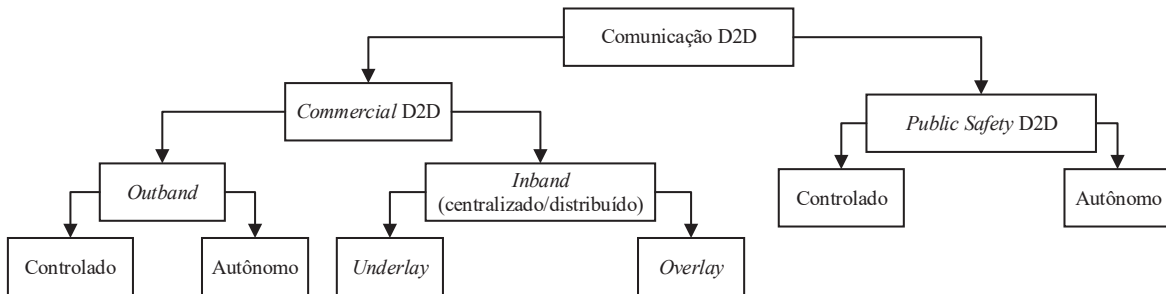 Comunicação D2D
Commercial D2D
Public Safety D2D
Outband
Inband
(centralizado/distribuído)
Controlado
Autônomo
Controlado
Autônomo
Underlay
Overlay